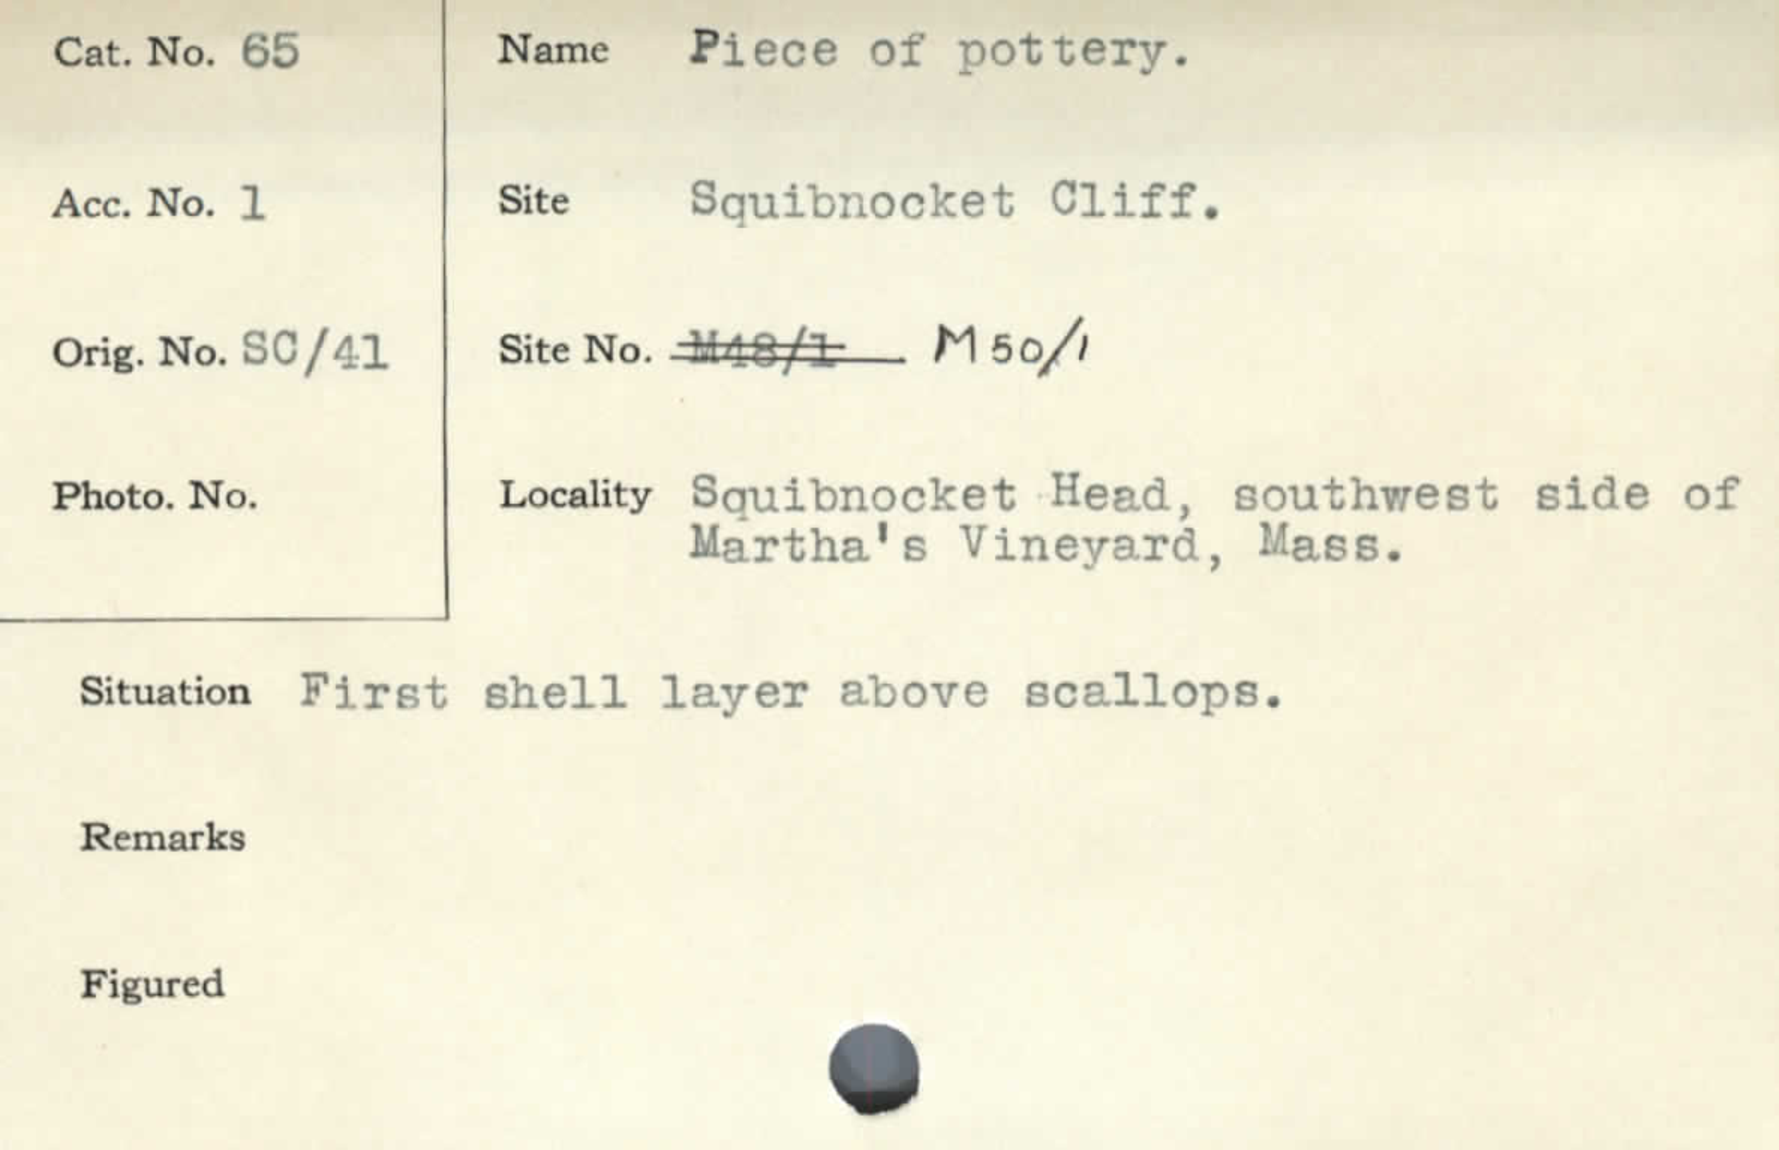 Cat. No. 65
Name Piece of pottery.
Acc. No. 1
Site Squibnocket Cliff.
Orig. No. SC/41
Site No. M48/1 M50/1
Photo. No.
Locality Squibnocket Head, southwest side of
Martha's Vineyard, Mass.
Situation First shell layer above scallops.
Remarks
Figured